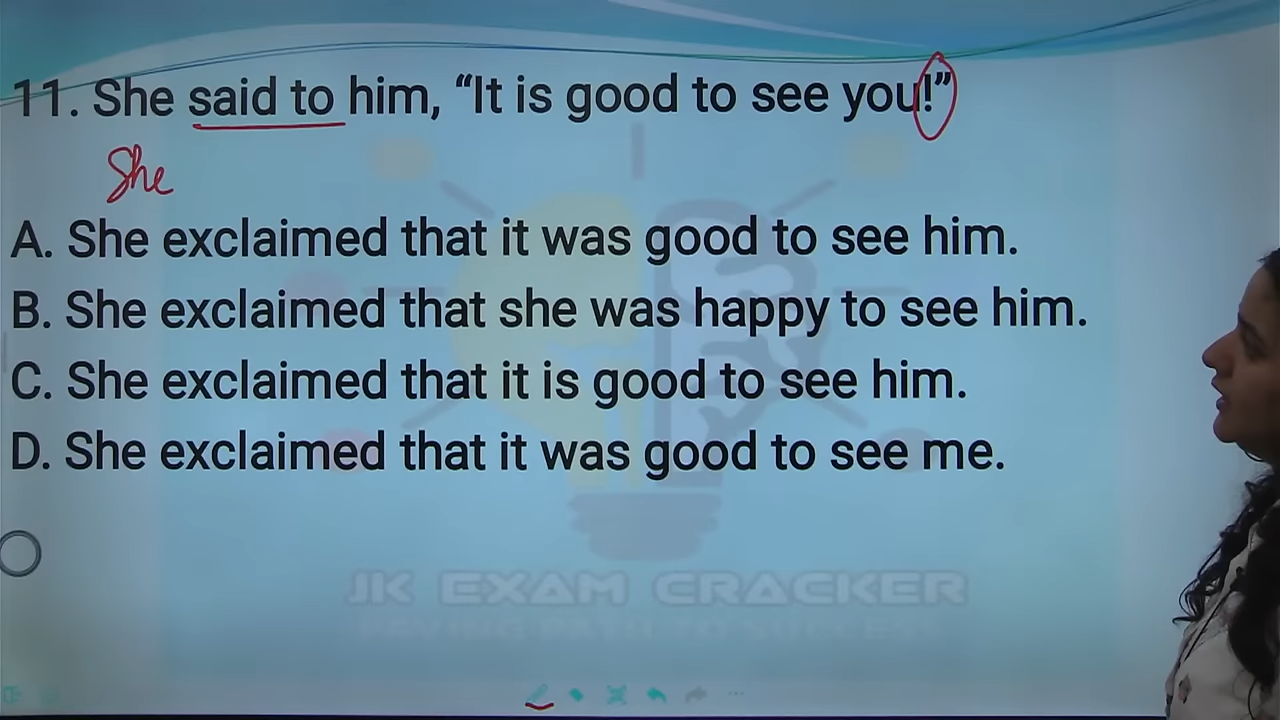 11. She said to him, “It is good to see you!”
She
A. She exclaimed that it was good to see him.
B. She exclaimed that she was happy to see him.
C. She exclaimed that it is good to see him.
D. She exclaimed that it was good to see me.
JK EXAM CRACKER